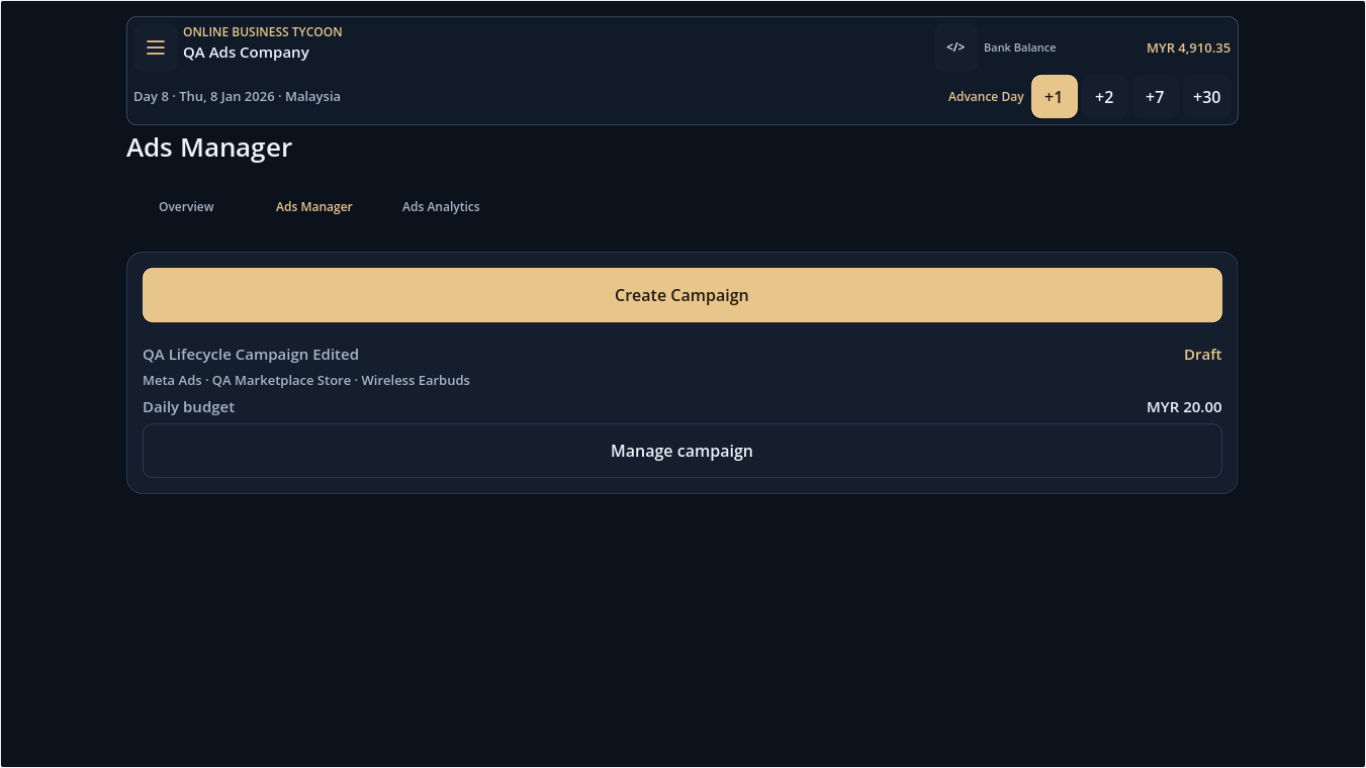 ONLINE BUSINESS TYCOON
QA Ads Company
</> Bank Balance MYR 4,910.35
Day 8 · Thu, 8 Jan 2026 · Malaysia
Advance Day +1 +2 +7 +30
Ads Manager
Overview Ads Manager Ads Analytics
Create Campaign
QA Lifecycle Campaign Edited Draft
Meta Ads · QA Marketplace Store · Wireless Earbuds
Daily budget MYR 20.00
Manage campaign